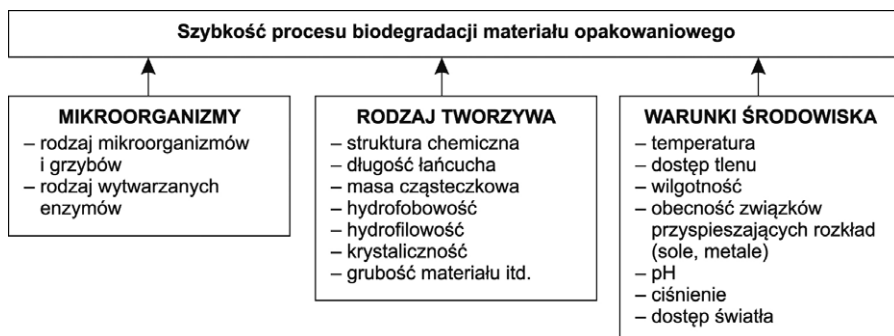 Szybkość procesu biodegradacji materiału opakowaniowego
MIKROORGANIZMY
– rodzaj mikroorganizmów
i grzybów
– rodzaj wytwarzanych
enzymów
RODZAJ TWORZYWA
– struktura chemiczna
– długość łańcucha
– masa cząsteczkowa
– hydrofobowość
– hydrofilowość
– krystaliczność
– grubość materiału itd.
WARUNKI ŚRODOWISKA
– temperatura
– dostęp tlenu
– wilgotność
– obecność związków
przyspieszających rozkład
(sole, metale)
– pH
– ciśnienie
– dostęp światła